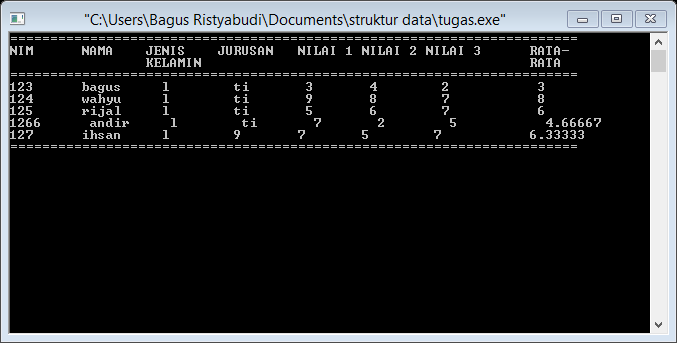 "C:\Users\Bagus Ristyabudi\Documents\struktur data\tugas.exe"
=======================================================================
NIM NAMA JENIS JURUSAN NILAI 1 NILAI 2 NILAI 3 RATA-
KELAMIN RATA
=======================================================================
123 bagus l ti 3 4 2 3
124 wahyu l ti 9 8 7 8
125 rijal l ti 5 6 7 6
1266 andir l ti 7 2 5 4.66667
127 ihsan l 9 7 5 7 6.33333
=======================================================================